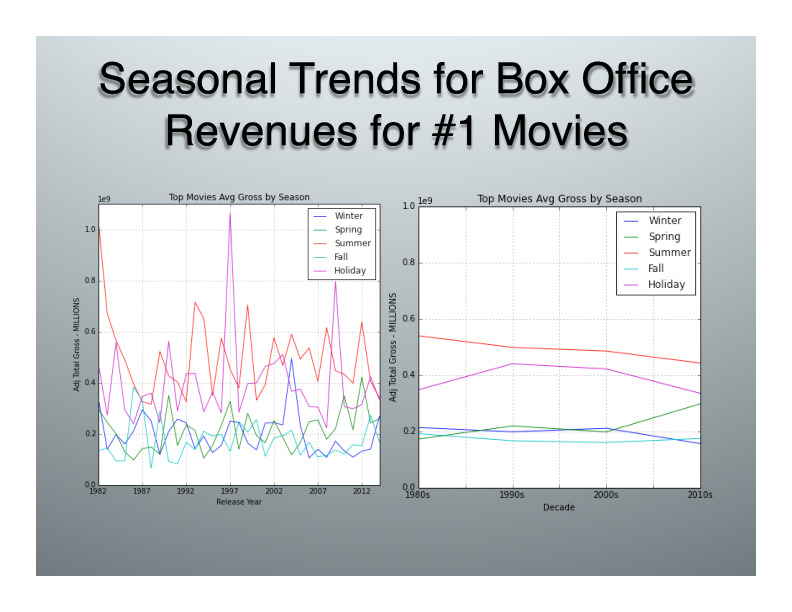 Seasonal Trends for Box Office
Revenues for #1 Movies
1e9
Top Movies Avg Gross by Season
1.0
0.8
0.6
0.4
0.2
0.0
Adj Total Gross - MILLIONS
Winter
Spring
Summer
Fall
Holiday
1982
1987
1992
1997
2002
2007
2012
Release Year
1e9
Top Movies Avg Gross by Season
1.0
0.8
0.6
0.4
0.2
0.0
Adj Total Gross - MILLIONS
Winter
Spring
Summer
Fall
Holiday
1980s
1990s
2000s
2010s
Decade